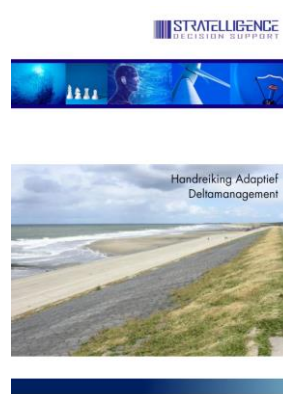 STRATELLIGENCE
DECISION SUPPORT
Handreiking Adaptief
Deltamanagement